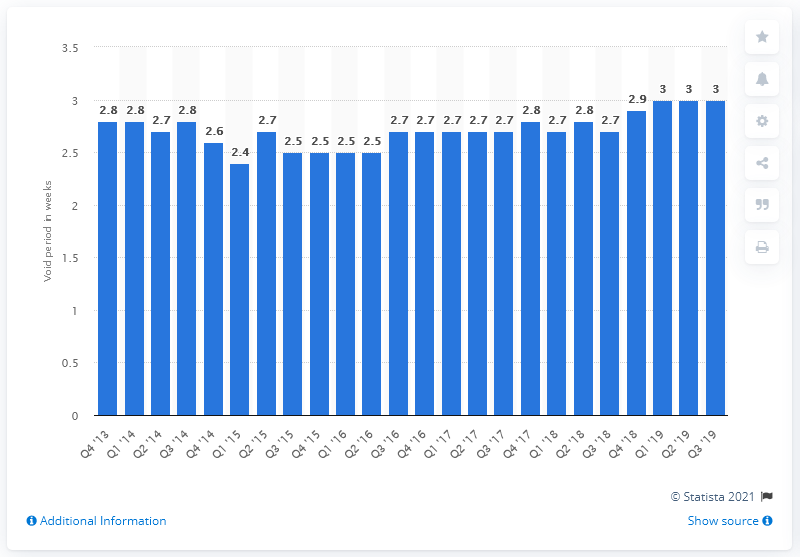 3.5
3
2.5
2
1.5
1
0.5
0
Void period in weeks
2.8 2.8 2.7 2.8 2.6 2.4 2.7 2.5 2.5 2.5 2.5 2.7 2.7 2.7 2.7 2.7 2.8 2.7 2.8 2.7 2.9 3 3 3
Q4 '13 Q1 '14 Q2 '14 Q3 '14 Q4 '14 Q1 '15 Q2 '15 Q3 '15 Q4 '15 Q1 '16 Q2 '16 Q3 '16 Q4 '16 Q1 '17 Q2 '17 Q3 '17 Q4 '17 Q1 '18 Q2 '18 Q3 '18 Q4 '18 Q1 '19 Q2 '19 Q3 '19
© Statista 2021
Additional Information
Show source